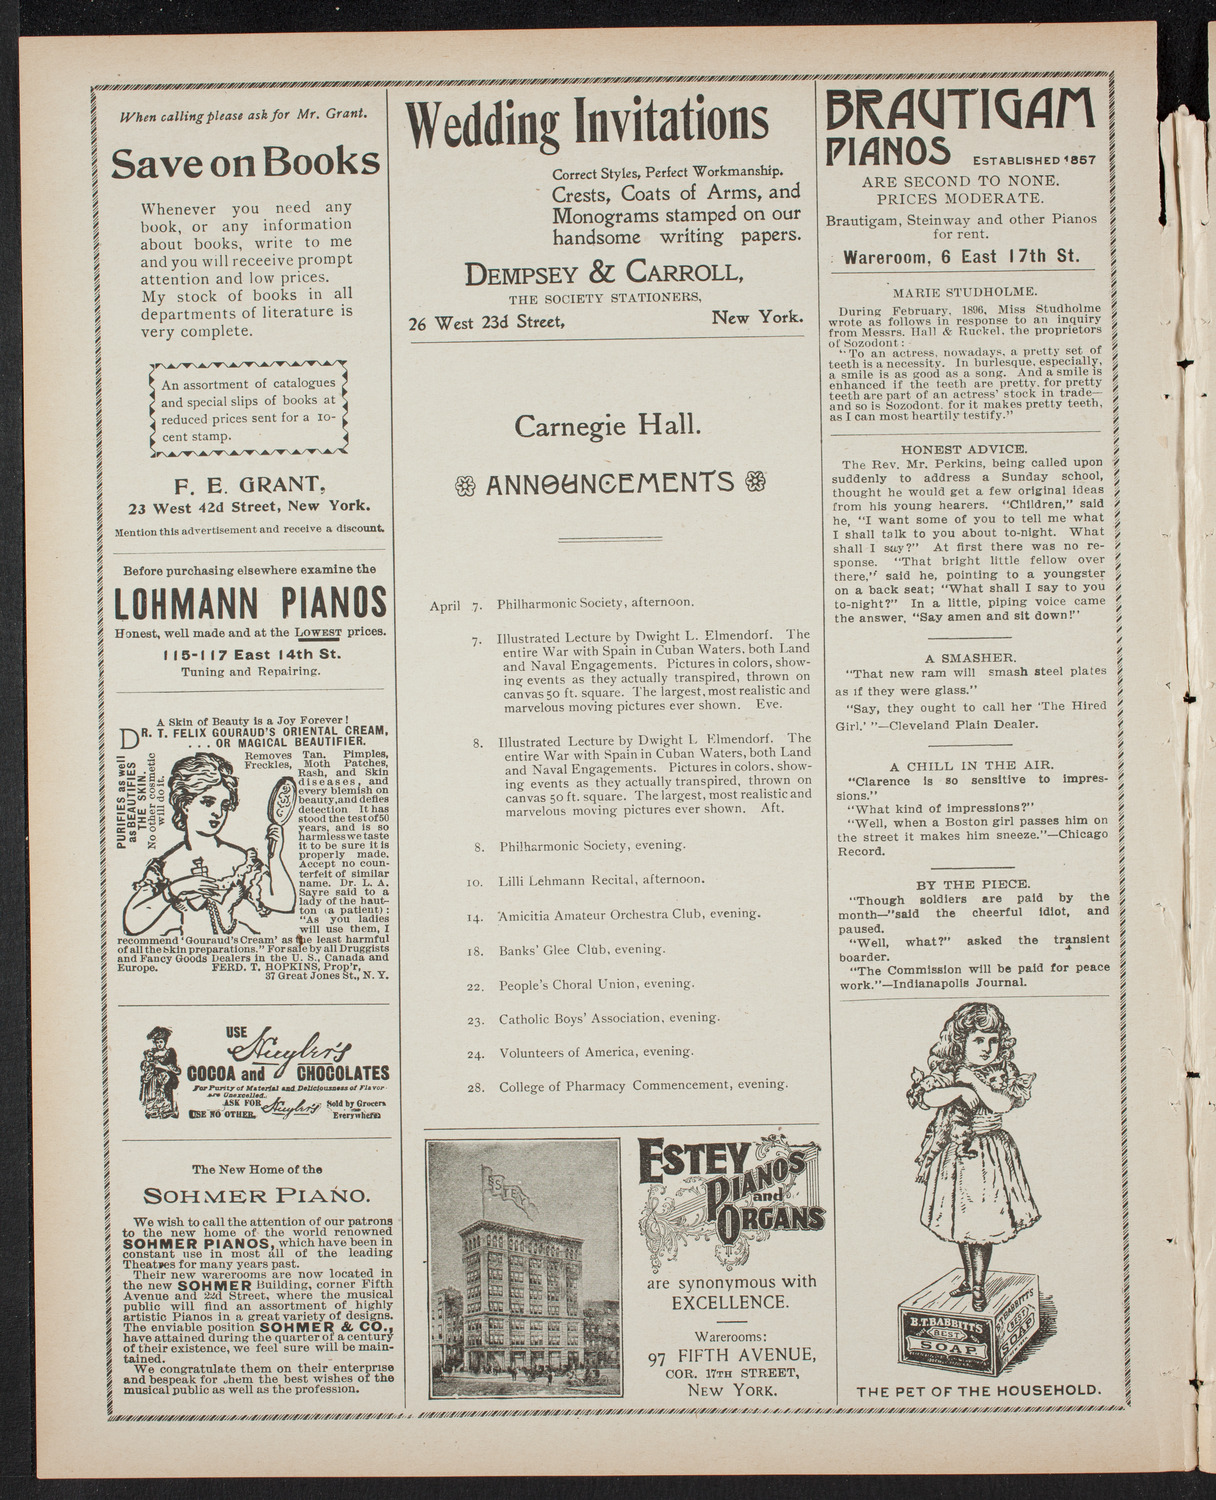 When calling please ask for Mr. Grant.
Save on Books
Whenever you need any
book, or any information
about books, write to me
and you will receeive prompt
attention and low prices.
My stock of books in all
departments of literature is
very complete.
An assortment of catalogues
and special slips of books at
reduced prices sent for a 10-
cent stamp.
F. E. GRANT,
23 West 42d Street, New York.
Mention this advertisement and receive a discount.
Before purchasing elsewhere examine the
LOHMANN PIANOS
Honest, well made and at the LOWEST prices.
115-117 East 14th St.
Tuning and Repairing.
A Skin of Beauty is a Joy Forever!
DR. T. FELIX GOURAUD'S ORIENTAL CREAM,
. . . OR MAGICAL BEAUTIFIER.
PURIFIES as well
as BEAUTIFIES
THE SKIN.
No other cosmetic
will do it.
Removes Tan, Pimples,
Freckles, Moth Patches,
Rash, and Skin
diseases, and
every blemish on
beauty, and defies
detection. It has
stood the test of 50
years, and is so
harmless we taste
it to be sure it is
properly made.
Accept no coun-
terfeit of similar
name. Dr. L. A.
Sayre said to a
lady of the haut-
ton (a patient):
"As you ladies
will use them, I
recommend 'Gouraud's Cream' as the least harmful
of all the Skin preparations." For sale by all Druggists
and Fancy Goods Dealers in the U. S., Canada and
Europe. FERD. T. HOPKINS, Prop'r,
37 Great Jones St., N. Y.
USE
Huyler's
COCOA and CHOCOLATES
For Purity of Material and Deliciousness of Flavor
are Unexcelled.
ASK FOR Huyler's Sold by Grocers
USE NO OTHER. Everywhere
The New Home of the
SOHMER PIANO.
We wish to call the attention of our patrons
to the new home of the world renowned
SOHMER PIANOS, which have been in
constant use in most all of the leading
Theatres for many years past.
Their new warerooms are now located in
the new SOHMER Building, corner Fifth
Avenue and 22d Street, where the musical
public will find an assortment of highly
artistic Pianos in a great variety of designs.
The enviable position SOHMER & CO.,
have attained during the quarter of a century
of their existence, we feel sure will be main-
tained.
We congratulate them on their enterprise
and bespeak for them the best wishes of the
musical public as well as the profession.
Wedding Invitations
Correct Styles, Perfect Workmanship.
Crests, Coats of Arms, and
Monograms stamped on our
handsome writing papers.
DEMPSEY & CARROLL,
THE SOCIETY STATIONERS,
26 West 23d Street, New York.
Carnegie Hall.
ANNOUNCEMENTS
April 7. Philharmonic Society, afternoon.
7. Illustrated Lecture by Dwight L. Elmendorf. The
entire War with Spain in Cuban Waters, both Land
and Naval Engagements. Pictures in colors, show-
ing events as they actually transpired, thrown on
canvas 50 ft. square. The largest, most realistic and
marvelous moving pictures ever shown. Eve.
8. Illustrated Lecture by Dwight L Elmendorf. The
entire War with Spain in Cuban Waters, both Land
and Naval Engagements. Pictures in colors, show-
ing events as they actually transpired, thrown on
canvas 50 ft. square. The largest, most realistic and
marvelous moving pictures ever shown. Aft.
8. Philharmonic Society, evening.
10. Lilli Lehmann Recital, afternoon.
14. Amicitia Amateur Orchestra Club, evening.
18. Banks' Glee Club, evening.
22. People's Choral Union, evening.
23. Catholic Boys' Association, evening.
24. Volunteers of America, evening.
28. College of Pharmacy Commencement, evening.
ESTEY
ESTEY
PIANOS
and
ORGANS
are synonymous with
EXCELLENCE.
Warerooms:
97 FIFTH AVENUE,
COR. 17TH STREET,
NEW YORK.
BRAUTIGAM
PIANOS ESTABLISHED 1857
ARE SECOND TO NONE.
PRICES MODERATE.
Brautigam, Steinway and other Pianos
for rent.
Wareroom, 6 East 17th St.
MARIE STUDHOLME.
During February, 1896, Miss Studholme
wrote as follows in response to an inquiry
from Messrs. Hall & Ruckel, the proprietors
of Sozodont:
"To an actress, nowadays, a pretty set of
teeth is a necessity. In burlesque, especially,
a smile is as good as a song. And a smile is
enhanced if the teeth are pretty, for pretty
teeth are part of an actress' stock in trade—
and so is Sozodont, for it makes pretty teeth,
as I can most heartily testify."
HONEST ADVICE.
The Rev. Mr. Perkins, being called upon
suddenly to address a Sunday school,
thought he would get a few original ideas
from his young hearers. "Children," said
he, "I want some of you to tell me what
I shall talk to you about to-night. What
shall I say?" At first there was no re-
sponse. "That bright little fellow over
there," said he, pointing to a youngster
on a back seat; "What shall I say to you
to-night?" In a little, piping voice came
the answer, "Say amen and sit down!"
A SMASHER.
"That new ram will smash steel plates
as if they were glass."
"Say, they ought to call her 'The Hired
Girl.' "—Cleveland Plain Dealer.
A CHILL IN THE AIR.
"Clarence is so sensitive to impres-
sions."
"What kind of impressions?"
"Well, when a Boston girl passes him on
the street it makes him sneeze."—Chicago
Record.
BY THE PIECE.
"Though soldiers are paid by the
month—"said the cheerful idiot, and
paused.
"Well, what?" asked the transient
boarder.
"The Commission will be paid for peace
work."—Indianapolis Journal.
B.T. BABBITT'S
BEST
SOAP
B.T. BABBITT'S
BEST
SOAP
THE PET OF THE HOUSEHOLD.